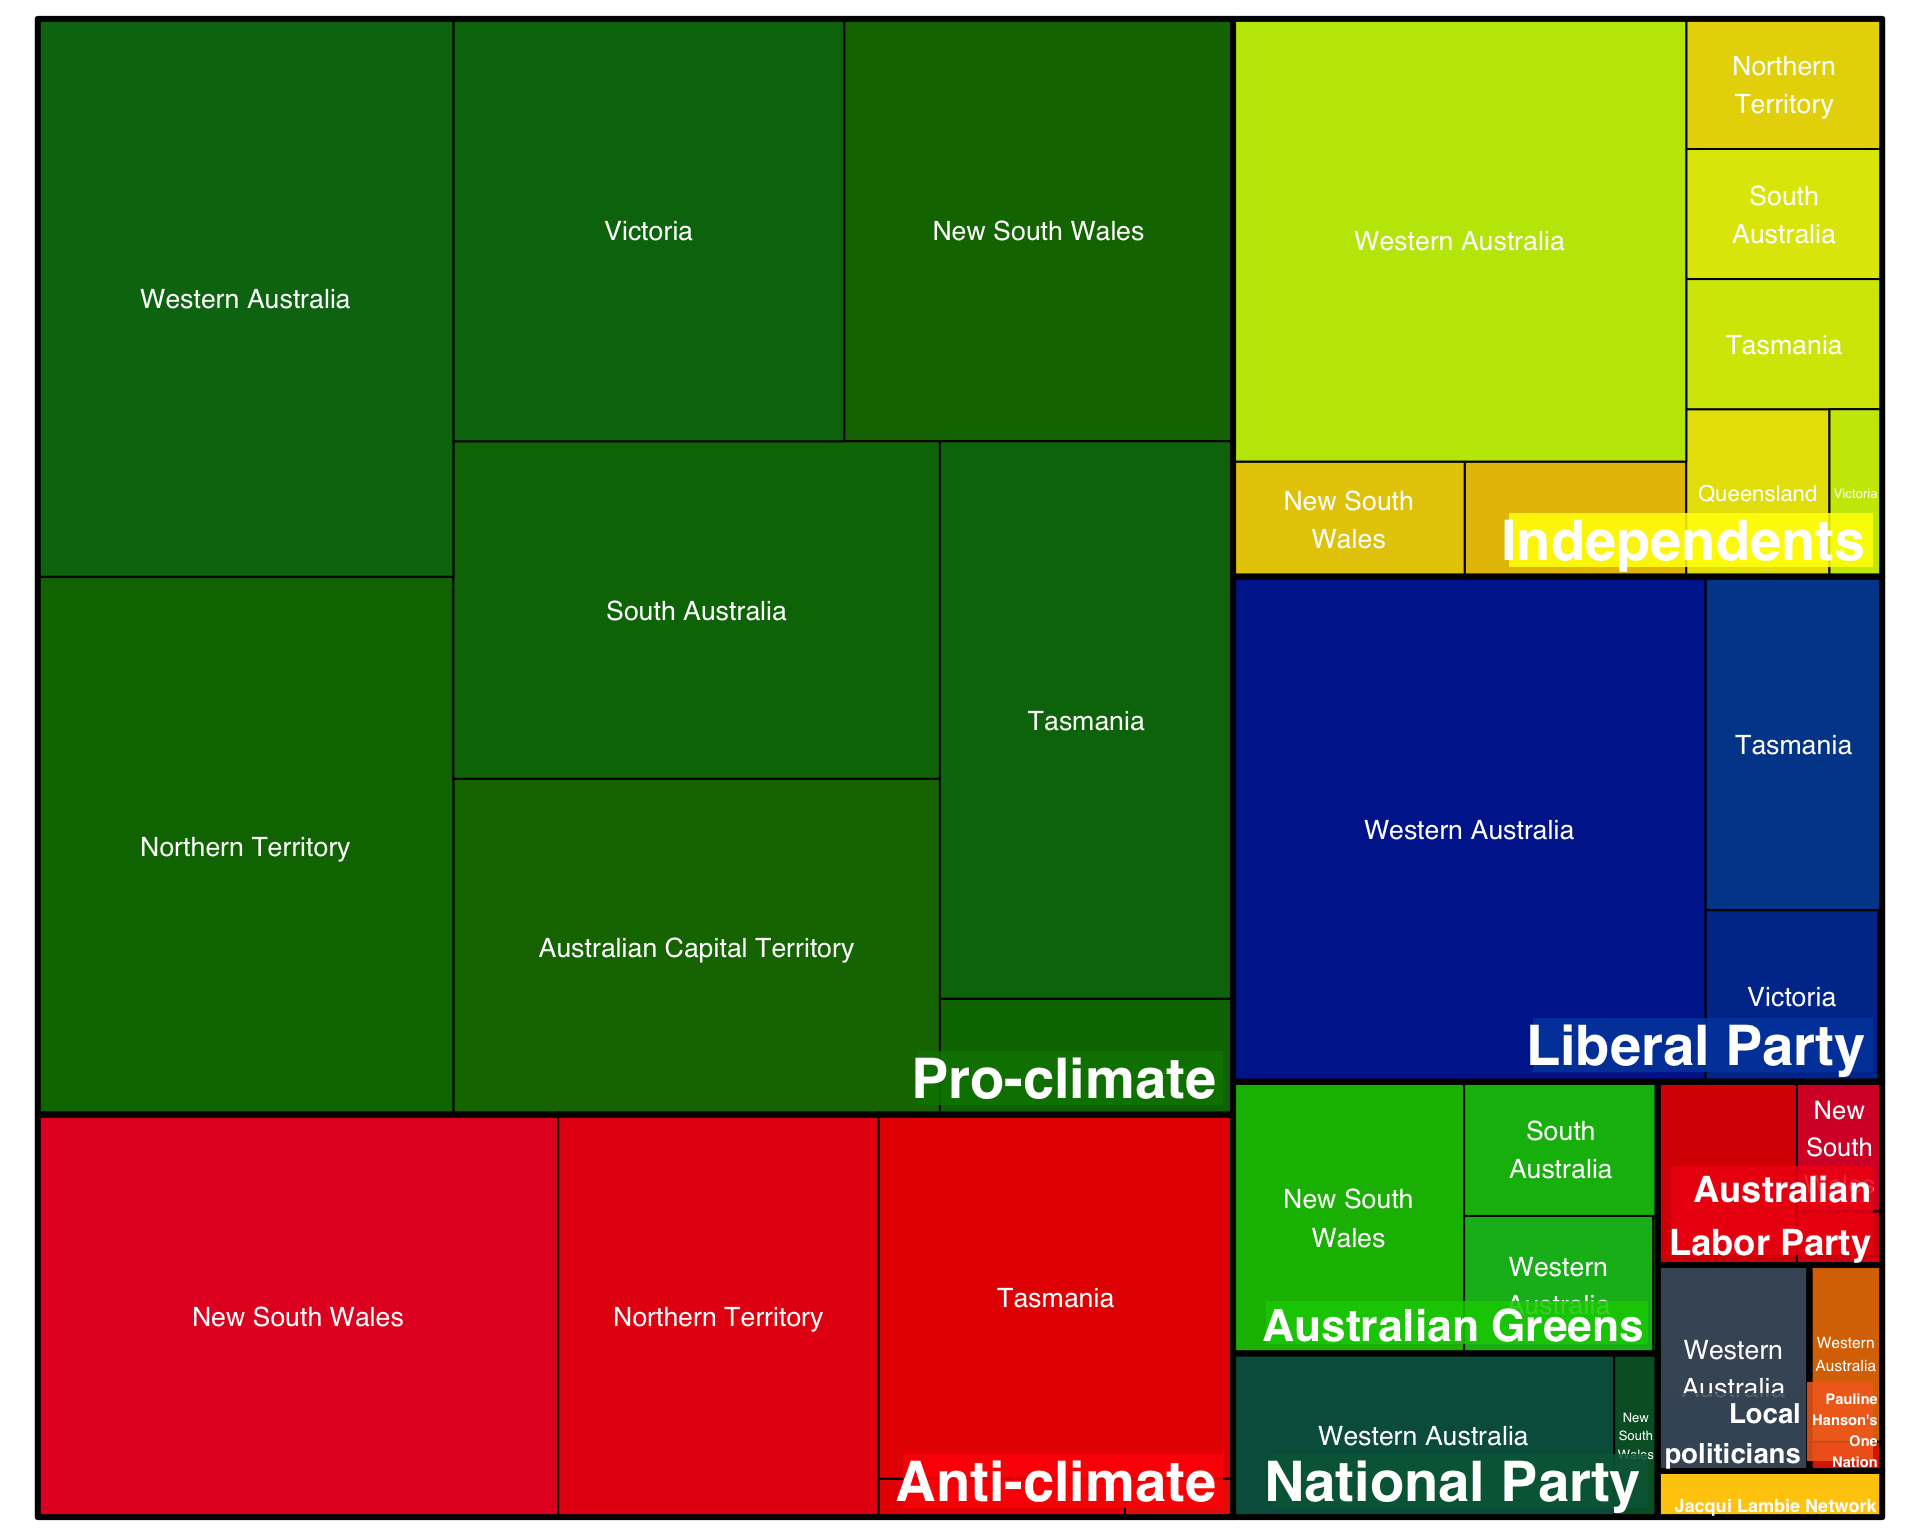 Western Australia
Victoria
New South Wales
Northern Territory
South Australia
Tasmania
Australian Capital Territory
Pro-climate
New South Wales
Northern Territory
Tasmania
Anti-climate
Western Australia
Northern
Territory
South
Australia
Tasmania
New South
Wales
Queensland
Victoria
Independents
Western Australia
Tasmania
Victoria
Liberal Party
New South
Wales
South
Australia
Western
Australia
Australian Greens
New
South
Wales
Australian
Labor Party
Western Australia
New
South
Wales
National Party
Western
Australia
Local
politicians
Western
Australia
Pauline
Hanson's
One
Nation
Jacqui Lambie Network